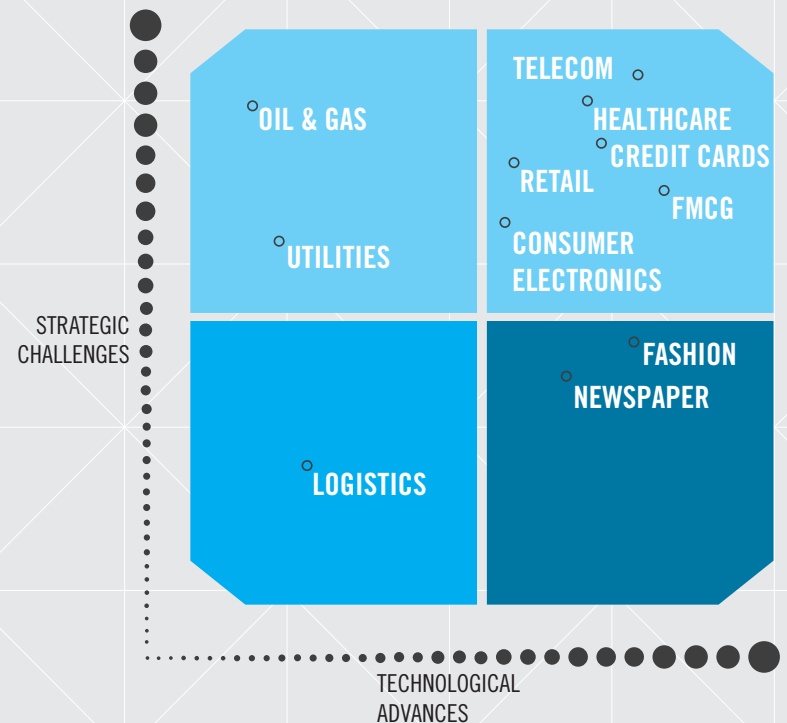 TELECOM
OIL & GAS
HEALTHCARE
CREDIT CARDS
RETAIL
FMCG
UTILITIES
CONSUMER
ELECTRONICS
STRATEGIC
CHALLENGES
FASHION
NEWSPAPER
LOGISTICS
TECHNOLOGICAL
ADVANCES